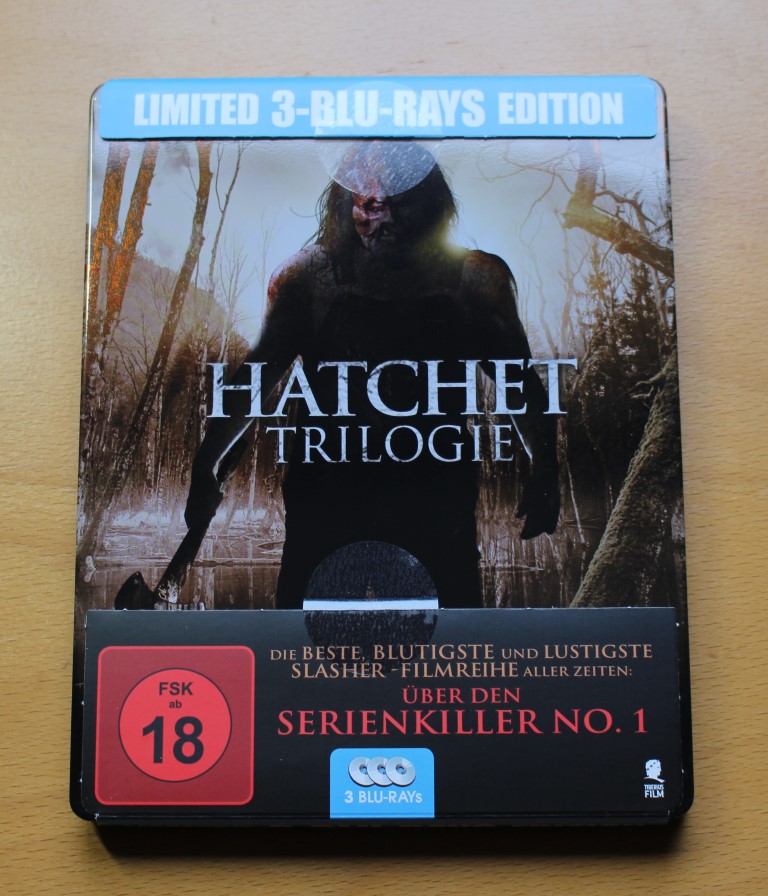 LIMITED 3-BLU-RAYS EDITION
HATCHET
TRILOGIE
DIE BESTE, BLUTIGSTE UND LUSTIGSTE
SLASHER-FILMREIHE ALLER ZEITEN:
ÜBER DEN
SERIENKILLER NO. 1
FSK
ab
18
3 BLU-RAYs
TIBERIUS
FILM